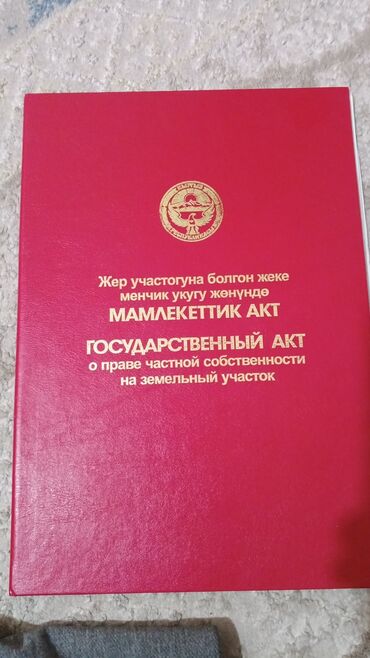 Жер участогуна болгон жеке
менчик укугу жөнүндө
МАМЛЕКЕТТИК АКТ
ГОСУДАРСТВЕННЫЙ АКТ
о праве частной собственности
на земельный участок